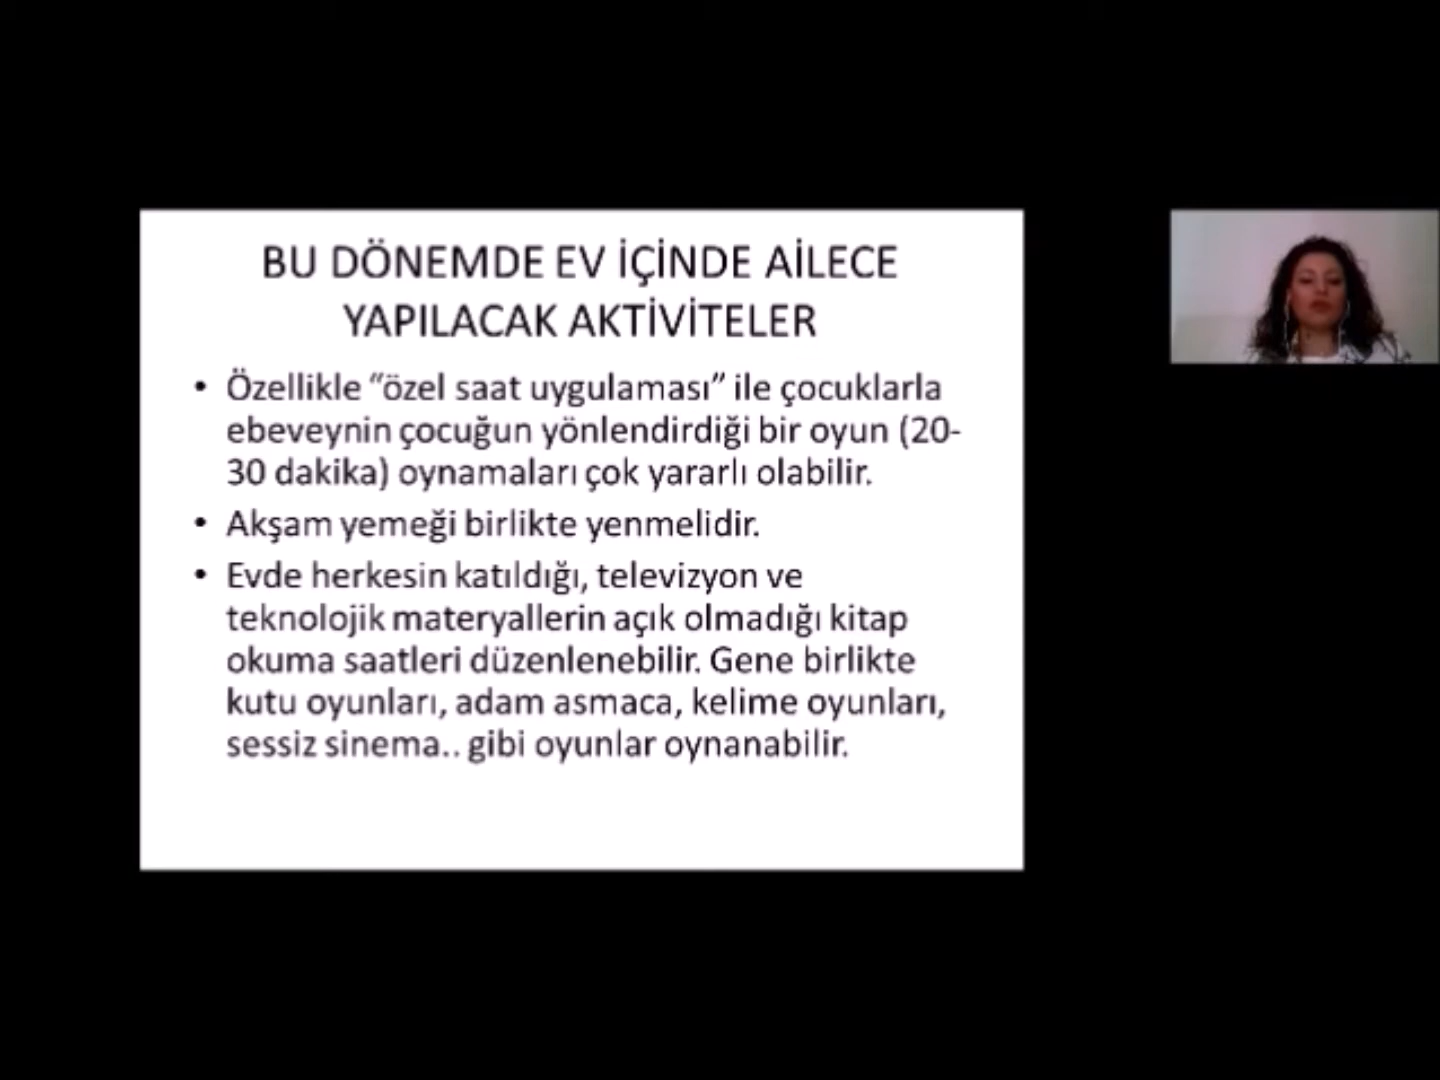 BU DÖNEMDE EV İÇİNDE AİLECE
YAPILACAK AKTİVİTELER
• Özellikle “özel saat uygulaması” ile çocuklarla
ebeveynin çocuğun yönlendirdiği bir oyun (20-
30 dakika) oynamaları çok yararlı olabilir.
• Akşam yemeği birlikte yenmelidir.
• Evde herkesin katıldığı, televizyon ve
teknolojik materyallerin açık olmadığı kitap
okuma saatleri düzenlenebilir. Gene birlikte
kutu oyunları, adam asmaca, kelime oyunları,
sessiz sinema.. gibi oyunlar oynanabilir.